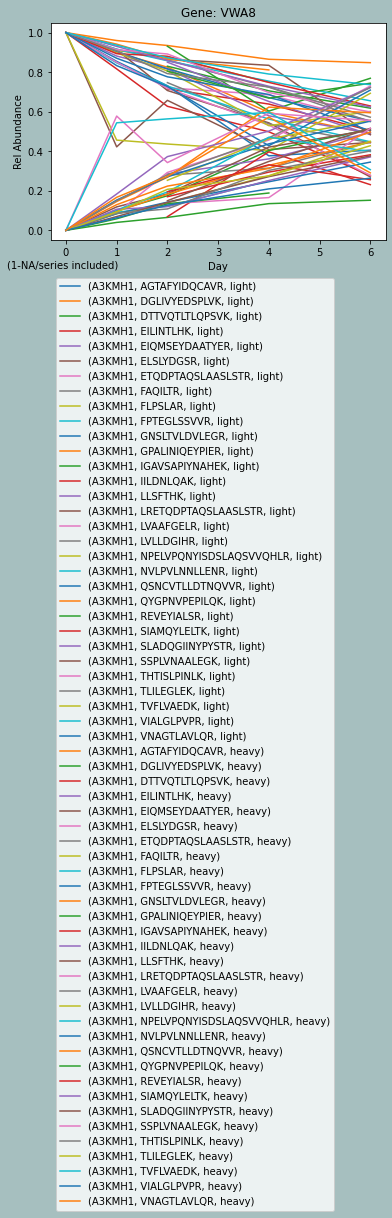 Gene: VWA8
1.0
0.8
0.6
0.4
0.2
0.0
Rel Abundance
0 1 2 3 4 5 6
(1-NA/series included)
Day
(A3KMH1, AGTAFYIDQCAVR, light)
(A3KMH1, DGLIVYEDSPLVK, light)
(A3KMH1, DTTVQTLTLQPSVK, light)
(A3KMH1, EILINTLHK, light)
(A3KMH1, EIQMSEYDAATYER, light)
(A3KMH1, ELSLYDGSR, light)
(A3KMH1, ETQDPTAQSLAASLSTR, light)
(A3KMH1, FAQILTR, light)
(A3KMH1, FLPSLAR, light)
(A3KMH1, FPTEGLSSVVR, light)
(A3KMH1, GNSLTVLDVLEGR, light)
(A3KMH1, GPALINIQEYPIER, light)
(A3KMH1, IGAVSAPIYNAHEK, light)
(A3KMH1, IILDNLQAK, light)
(A3KMH1, LLSFTHK, light)
(A3KMH1, LRETQDPTAQSLAASLSTR, light)
(A3KMH1, LVAAFGELR, light)
(A3KMH1, LVLLDGIHR, light)
(A3KMH1, NPELVPQNYISDSLAQSVVQHLR, light)
(A3KMH1, NVLPVLNNLLENR, light)
(A3KMH1, QSNCVTLLDTNQVVR, light)
(A3KMH1, QYGPNVPEPILQK, light)
(A3KMH1, REVEYIALSR, light)
(A3KMH1, SIAMQYLELTK, light)
(A3KMH1, SLADQGIINYPYSTR, light)
(A3KMH1, SSPLVNAALEGK, light)
(A3KMH1, THTISLPINLK, light)
(A3KMH1, TLILEGLEK, light)
(A3KMH1, TVFLVAEDK, light)
(A3KMH1, VIALGLPVPR, light)
(A3KMH1, VNAGTLAVLQR, light)
(A3KMH1, AGTAFYIDQCAVR, heavy)
(A3KMH1, DGLIVYEDSPLVK, heavy)
(A3KMH1, DTTVQTLTLQPSVK, heavy)
(A3KMH1, EILINTLHK, heavy)
(A3KMH1, EIQMSEYDAATYER, heavy)
(A3KMH1, ELSLYDGSR, heavy)
(A3KMH1, ETQDPTAQSLAASLSTR, heavy)
(A3KMH1, FAQILTR, heavy)
(A3KMH1, FLPSLAR, heavy)
(A3KMH1, FPTEGLSSVVR, heavy)
(A3KMH1, GNSLTVLDVLEGR, heavy)
(A3KMH1, GPALINIQEYPIER, heavy)
(A3KMH1, IGAVSAPIYNAHEK, heavy)
(A3KMH1, IILDNLQAK, heavy)
(A3KMH1, LLSFTHK, heavy)
(A3KMH1, LRETQDPTAQSLAASLSTR, heavy)
(A3KMH1, LVAAFGELR, heavy)
(A3KMH1, LVLLDGIHR, heavy)
(A3KMH1, NPELVPQNYISDSLAQSVVQHLR, heavy)
(A3KMH1, NVLPVLNNLLENR, heavy)
(A3KMH1, QSNCVTLLDTNQVVR, heavy)
(A3KMH1, QYGPNVPEPILQK, heavy)
(A3KMH1, REVEYIALSR, heavy)
(A3KMH1, SIAMQYLELTK, heavy)
(A3KMH1, SLADQGIINYPYSTR, heavy)
(A3KMH1, SSPLVNAALEGK, heavy)
(A3KMH1, THTISLPINLK, heavy)
(A3KMH1, TLILEGLEK, heavy)
(A3KMH1, TVFLVAEDK, heavy)
(A3KMH1, VIALGLPVPR, heavy)
(A3KMH1, VNAGTLAVLQR, heavy)